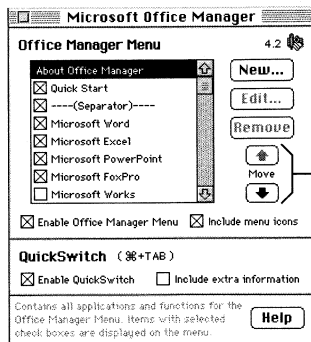 Microsoft Office Manager
Office Manager Menu
4.2
About Office Manager
Quick Start
----(Separator)----
Microsoft Word
Microsoft Excel
Microsoft PowerPoint
Microsoft FoxPro
Microsoft Works
New...
Edit...
Remove
Move
Enable Office Manager Menu
Include menu icons
QuickSwitch (⌘+TAB)
Enable QuickSwitch
Include extra information
Contains all applications and functions for the
Office Manager Menu. Items with selected
check boxes are displayed on the menu.
Help